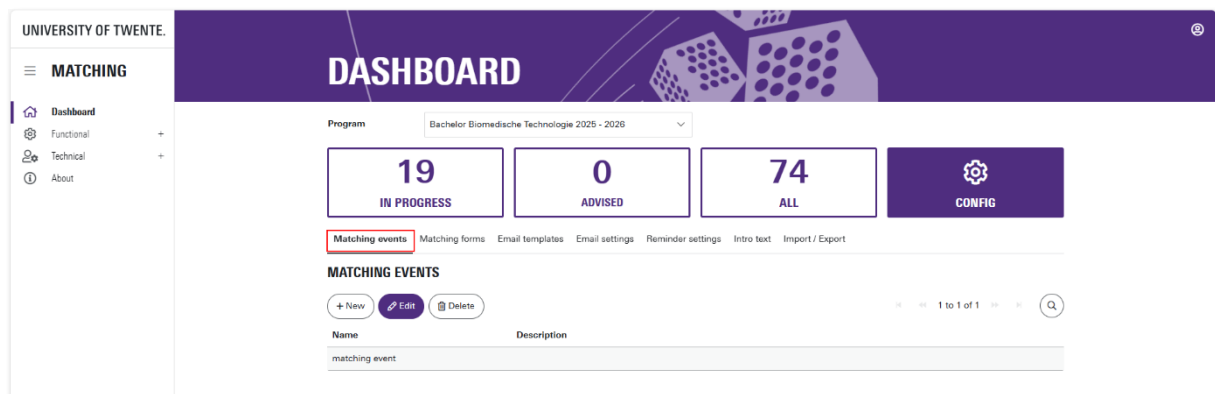 UNIVERSITY OF TWENTE.
MATCHING
Dashboard
Functional +
Technical +
About
DASHBOARD
Program Bachelor Biomedische Technologie 2025 - 2026
19 0 74
IN PROGRESS ADVISED ALL CONFIG
Matching events Matching forms Email templates Email settings Reminder settings Intro text Import / Export
MATCHING EVENTS
+ New Edit Delete 1 to 1 of 1
Name Description
matching event